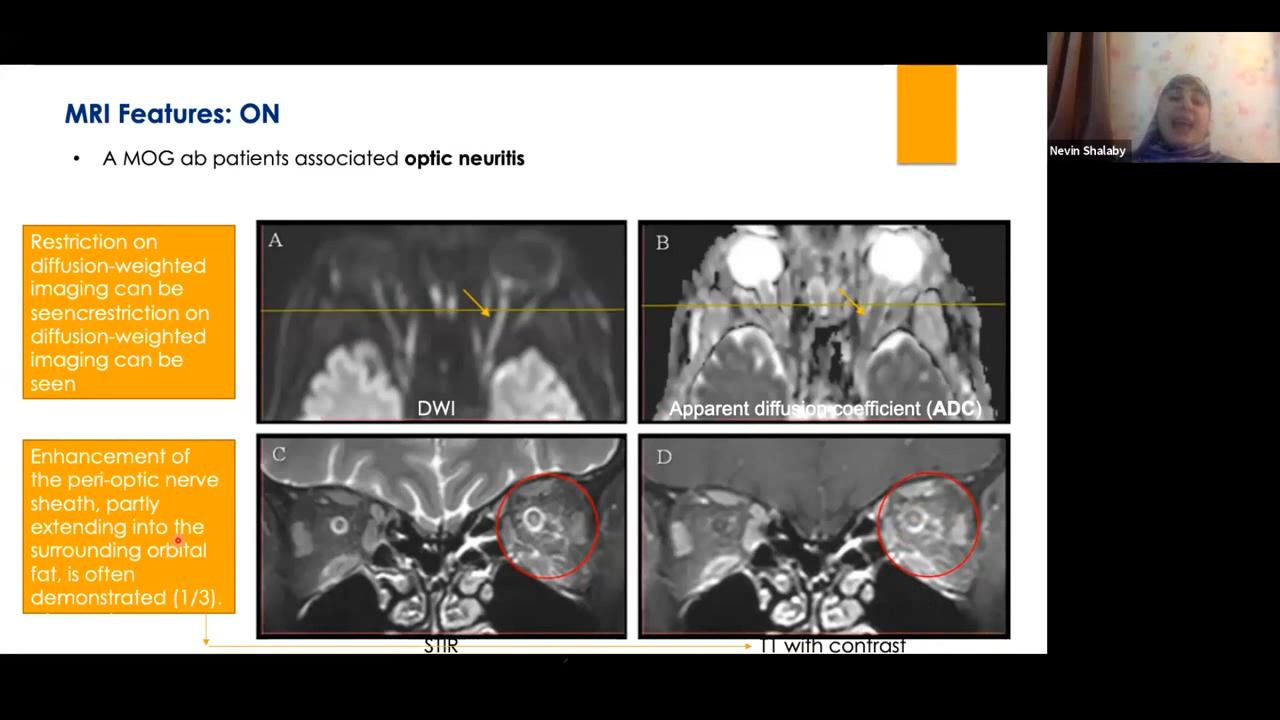 MRI Features: ON
• A MOG ab patients associated optic neuritis
Nevin Shalaby
Restriction on
diffusion-weighted
imaging can be
seencrestriction on
diffusion-weighted
imaging can be
seen
A
DWI
B
Apparent diffusion coefficient (ADC)
Enhancement of
the peri-optic nerve
sheath, partly
extending into the
surrounding orbital
fat, is often
demonstrated (1/3).
C
STIR
D
T1 with contrast